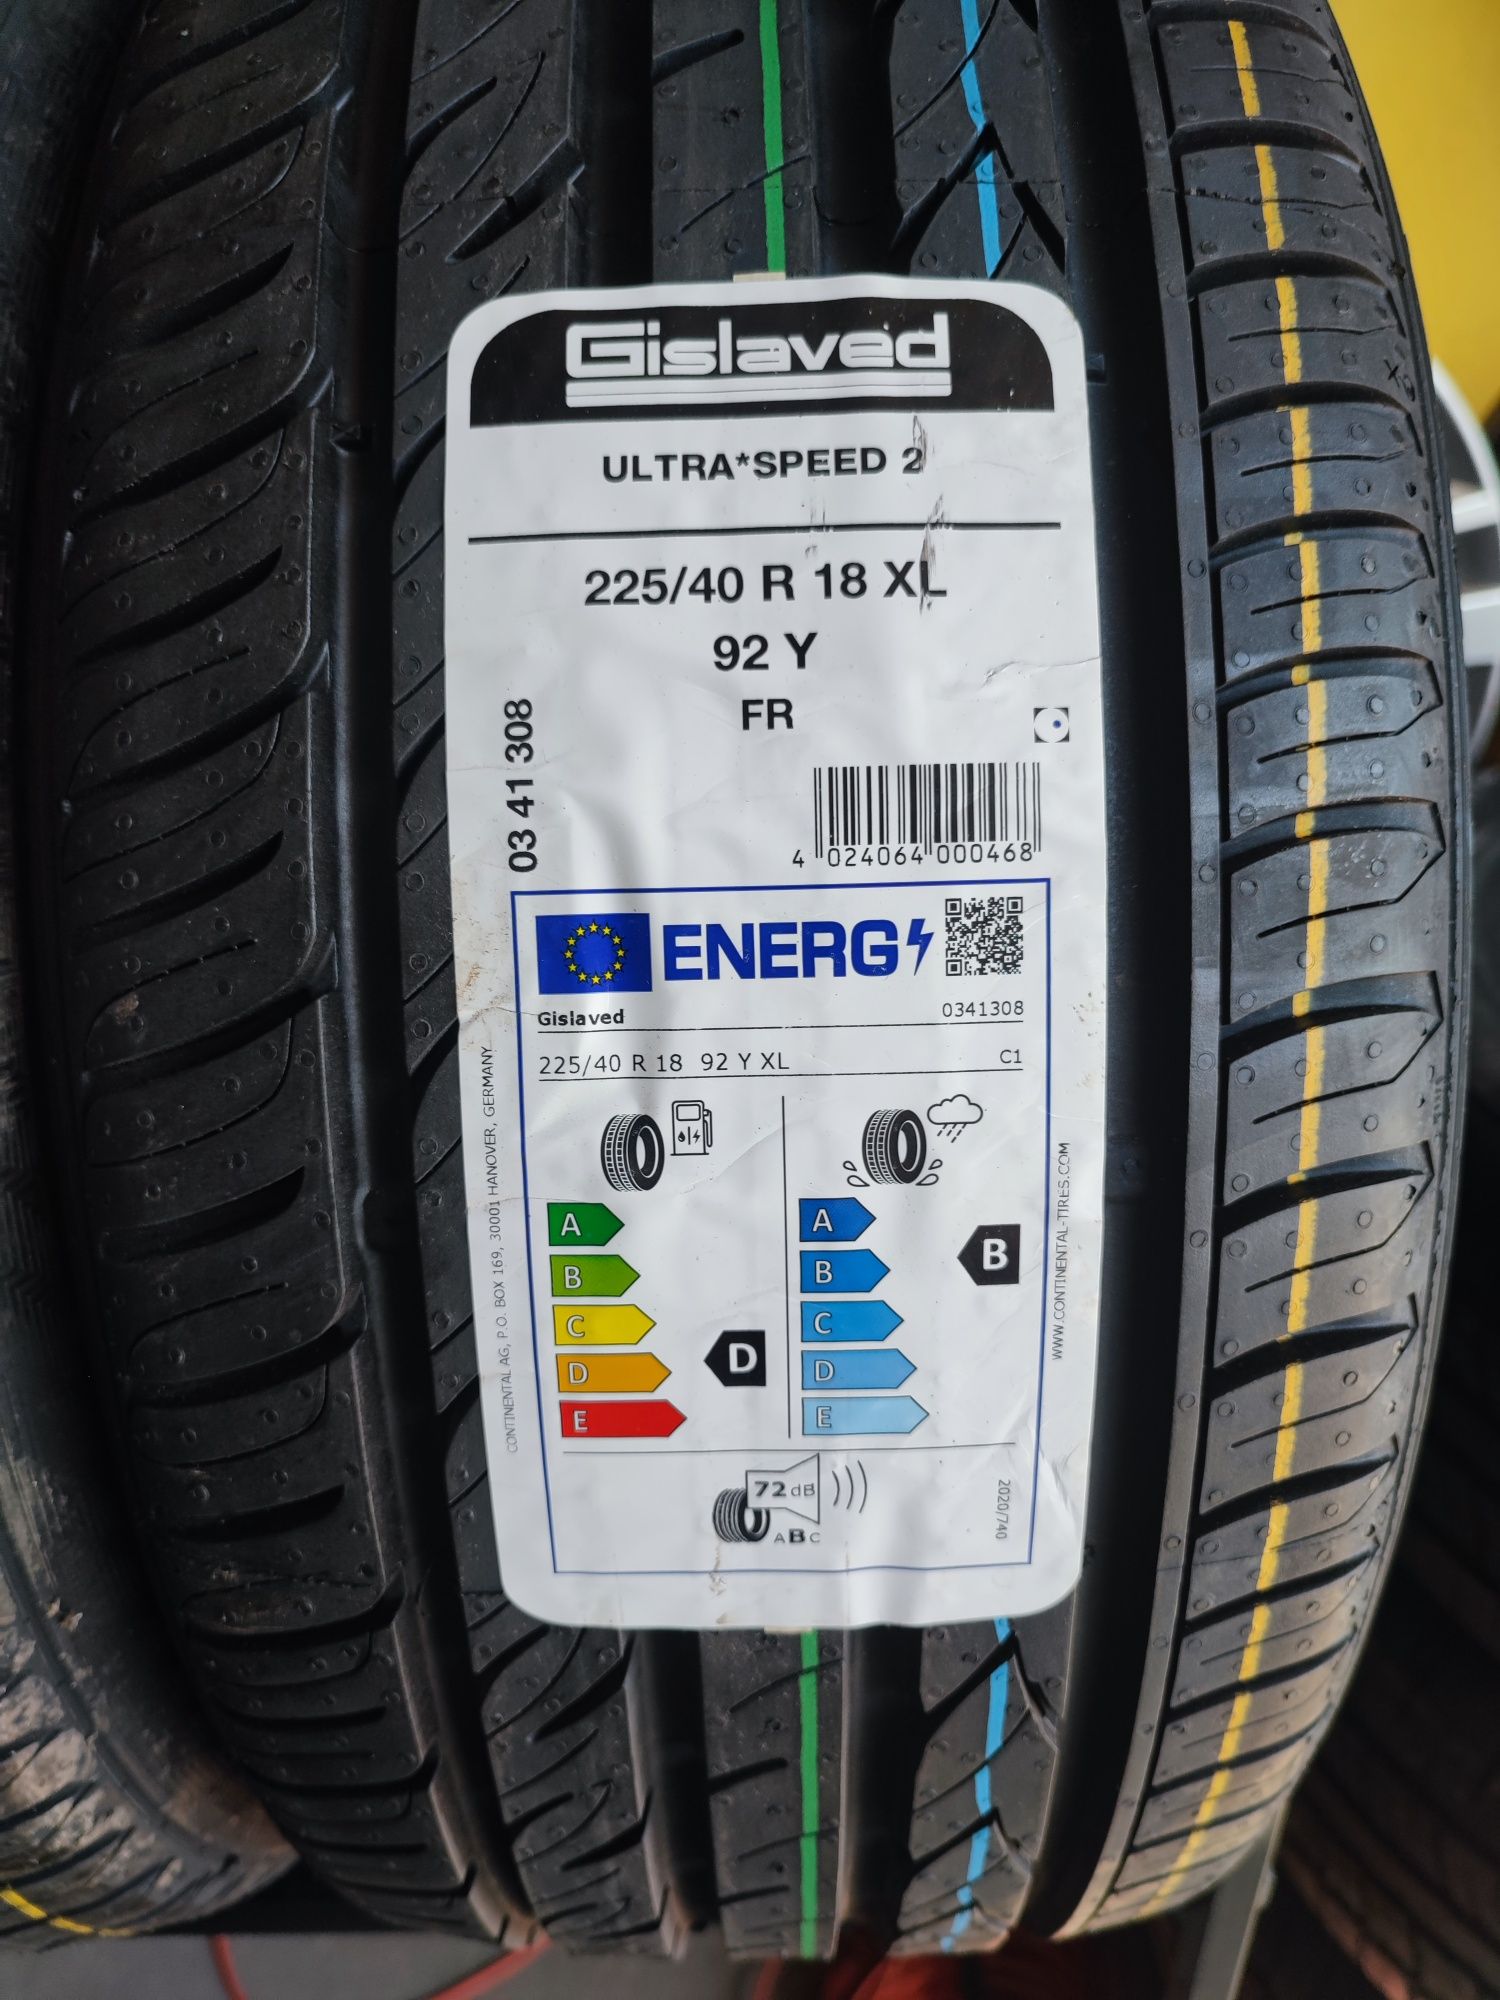 Gislaved
ULTRA*SPEED 2
225/40 R 18 XL
92 Y
FR
03 41 308
4 024064 000468
ENERG
Gislaved 0341308
225/40 R 18 92 Y XL C1
A
B
C
D
E
D
A
B
C
D
E
B
72 dB
ABC
2020/740
CONTINENTAL AG, P.O. BOX 169, 30001 HANOVER, GERMANY
WWW.CONTINENTAL-TIRES.COM